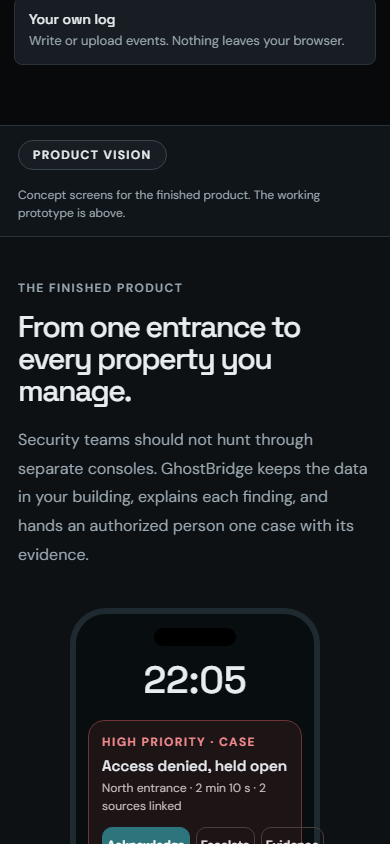 Your own log
Write or upload events. Nothing leaves your browser.
PRODUCT VISION
Concept screens for the finished product. The working
prototype is above.
THE FINISHED PRODUCT
From one entrance to
every property you
manage.
Security teams should not hunt through
separate consoles. GhostBridge keeps the data
in your building, explains each finding, and
hands an authorized person one case with its
evidence.
22:05
HIGH PRIORITY · CASE
Access denied, held open
North entrance · 2 min 10 s · 2
sources linked
Acknowledge Escalate Evidence